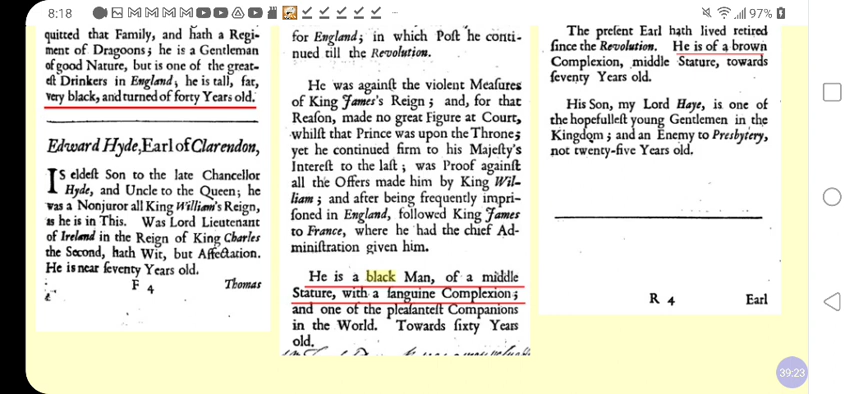 8:18
97%
quitted that Family, and hath a Regi-
ment of Dragoons; he is a Gentleman
of good Nature, but is one of the great-
eſt Drinkers in England; he is tall, fat,
very black, and turned of forty Years old.
Edward Hyde, Earl of Clarendon,
IS eldeſt Son to the late Chancellor
Hyde, and Uncle to the Queen; he
was a Nonjuror all King William's Reign,
as he is in This. Was Lord Lieutenant
of Ireland in the Reign of King Charles
the Second, hath Wit, but Affectation.
He is near ſeventy Years old.
F 4 Thomas
for England; in which Poſt he conti-
nued till the Revolution.
He was againſt the violent Meaſures
of King James's Reign; and, for that
Reaſon, made no great Figure at Court,
whilſt that Prince was upon the Throne;
yet he continued firm to his Majeſty's
Intereſt to the laſt; was Proof againſt
all the Offers made him by King Wil-
liam; and after being frequently impri-
ſoned in England, followed King James
to France, where he had the chief Ad-
miniſtration given him.
He is a black Man, of a middle
Stature, with a ſanguine Complexion;
and one of the pleaſanteſt Companions
in the World. Towards ſixty Years
old.
The preſent Earl hath lived retired
ſince the Revolution. He is of a brown
Complexion, middle Stature, towards
ſeventy Years old.
His Son, my Lord Haye, is one of
the hopefulleſt young Gentlemen in the
Kingdom; and an Enemy to Presbytery,
not twenty-five Years old.
R 4 Earl
39:23